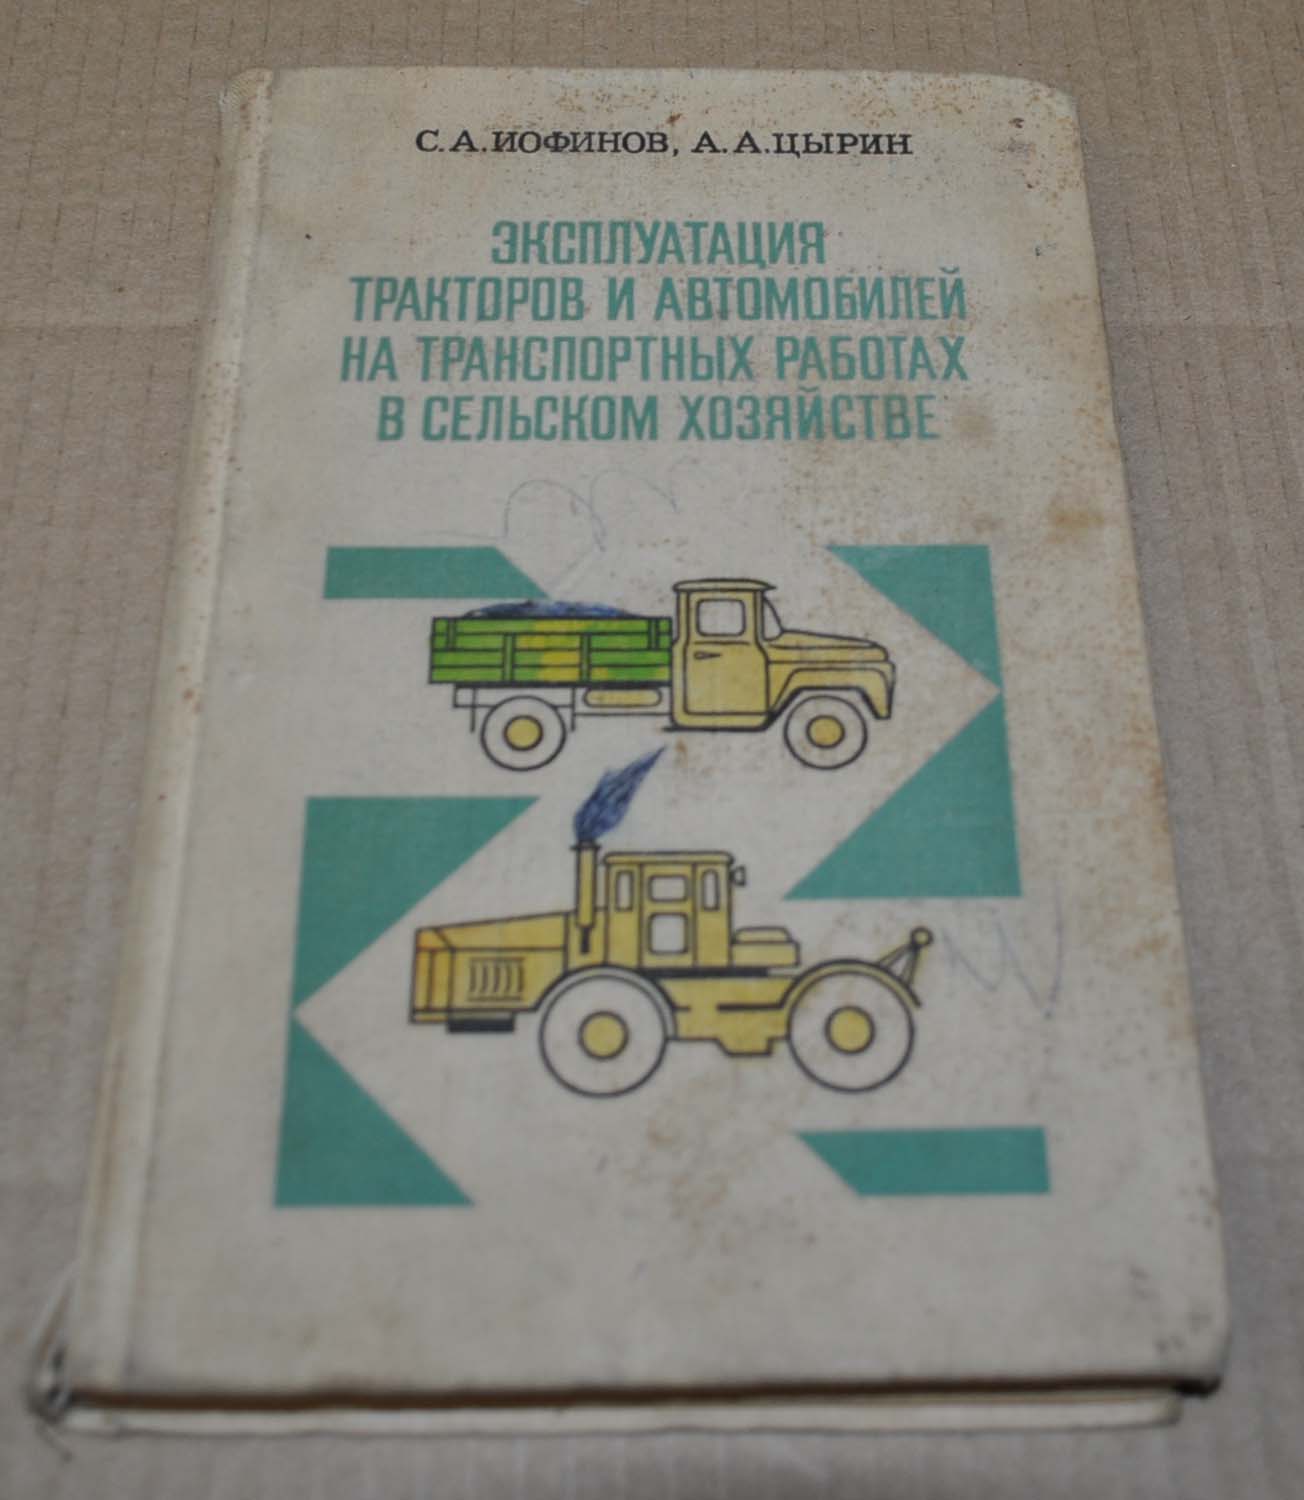 С. А. ИОФИНОВ, А. А. ЦЫРИН
ЭКСПЛУАТАЦИЯ
ТРАКТОРОВ И АВТОМОБИЛЕЙ
НА ТРАНСПОРТНЫХ РАБОТАХ
В СЕЛЬСКОМ ХОЗЯЙСТВЕ